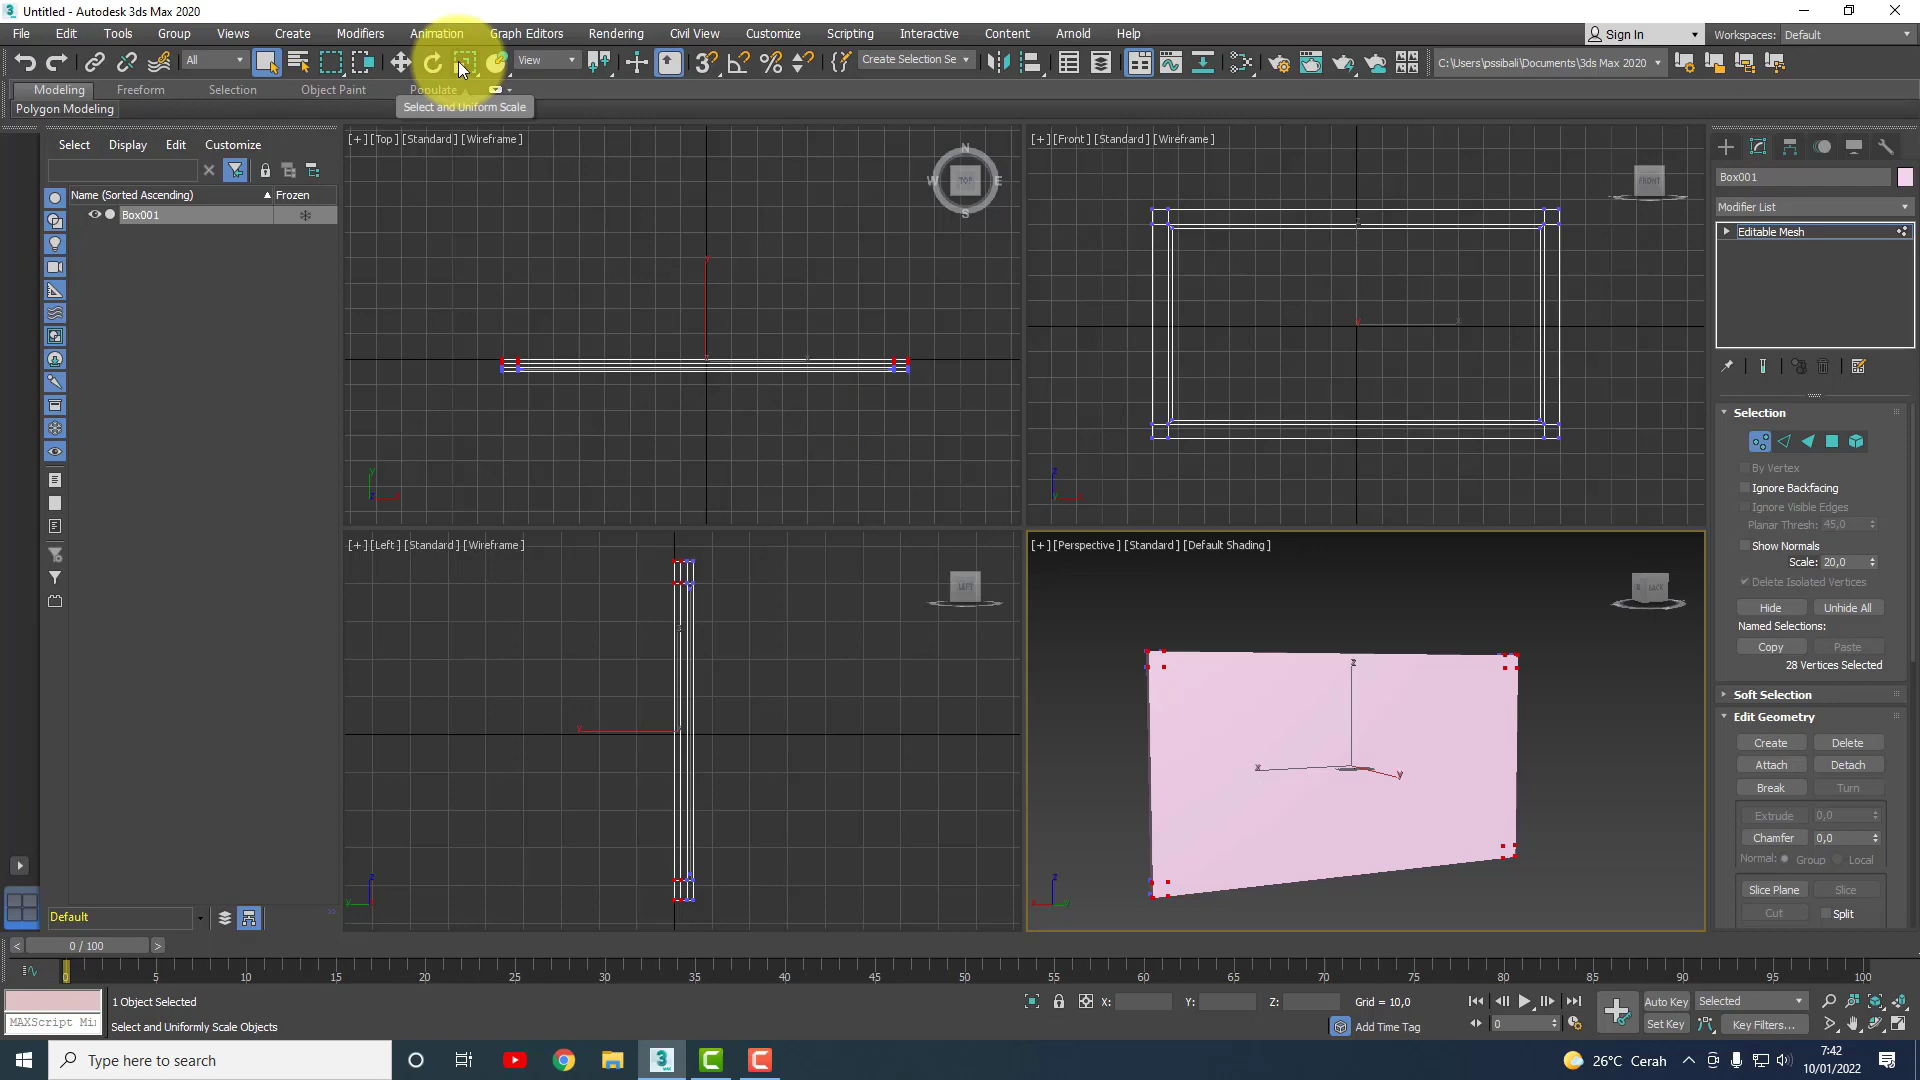 Untitled - Autodesk 3ds Max 2020
File Edit Tools Group Views Create Modifiers Animation Graph Editors Rendering Civil View Customize Scripting Interactive Content Help
Sign In Workspaces: Default
All View Create Selection Se C:\Users\pssibali\Documents\3ds Max 2020
Modeling Freeform Selection Object Paint Populate
Select and Uniform Scale
Polygon Modeling
Select Display Edit Customize
Name (Sorted Ascending) Frozen
Box001
[+] [Top] [Standard] [Wireframe]
N
W TOP E
S
[+] [Front] [Standard] [Wireframe]
FRONT
[+] [Left] [Standard] [Wireframe]
LEFT
[+] [Perspective] [Standard] [Default Shading]
BACK
Box001
Modifier List
Editable Mesh
Selection
By Vertex
Ignore Backfacing
Ignore Visible Edges
Planar Thresh: 45,0
Show Normals
Scale: 20,0
Delete Isolated Vertices
Hide Unhide All
Named Selections:
Copy Paste
28 Vertices Selected
Soft Selection
Edit Geometry
Create Delete
Attach Detach
Break Turn
Extrude 0,0
Chamfer 0,0
Normal: Group Local
Slice Plane Slice
Cut Split
Default
0 / 100
0 5 10 15 20 25 30 35 40 45 50 55 60 65 70 75 80 85 90 95 100
1 Object Selected
X: Y: Z: Grid = 10,0
Auto Key Selected
MAXScript Mi
Select and Uniformly Scale Objects
Add Time Tag
0
Set Key Key Filters...
Type here to search
26°C Cerah
7:42
10/01/2022